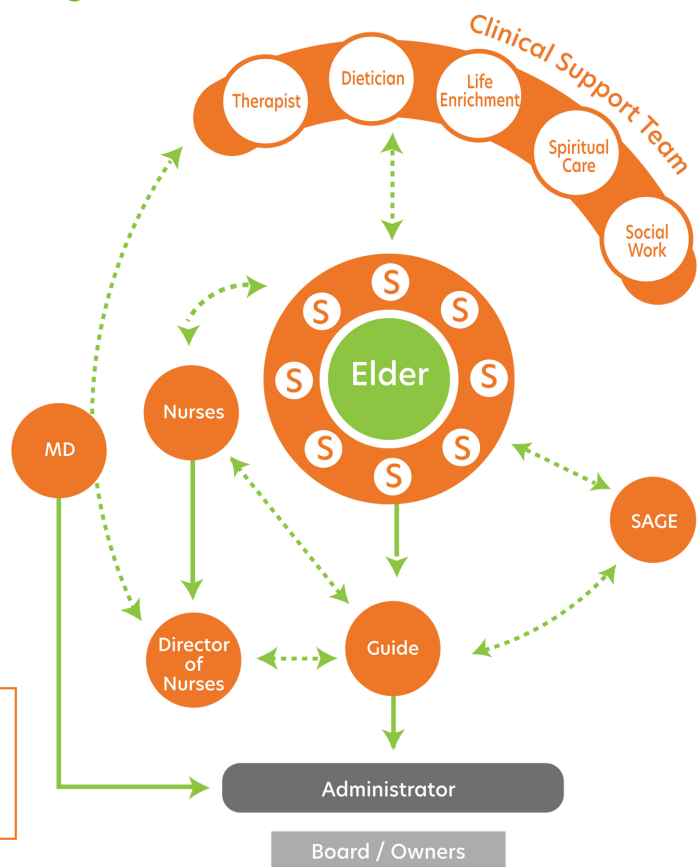 Clinical Support Team
Therapist
Dietician
Life
Enrichment
Spiritual
Care
Social
Work
S
S
S
S
Elder
S
S
S
S
Nurses
MD
SAGE
Director
of
Nurses
Guide
Administrator
Board / Owners